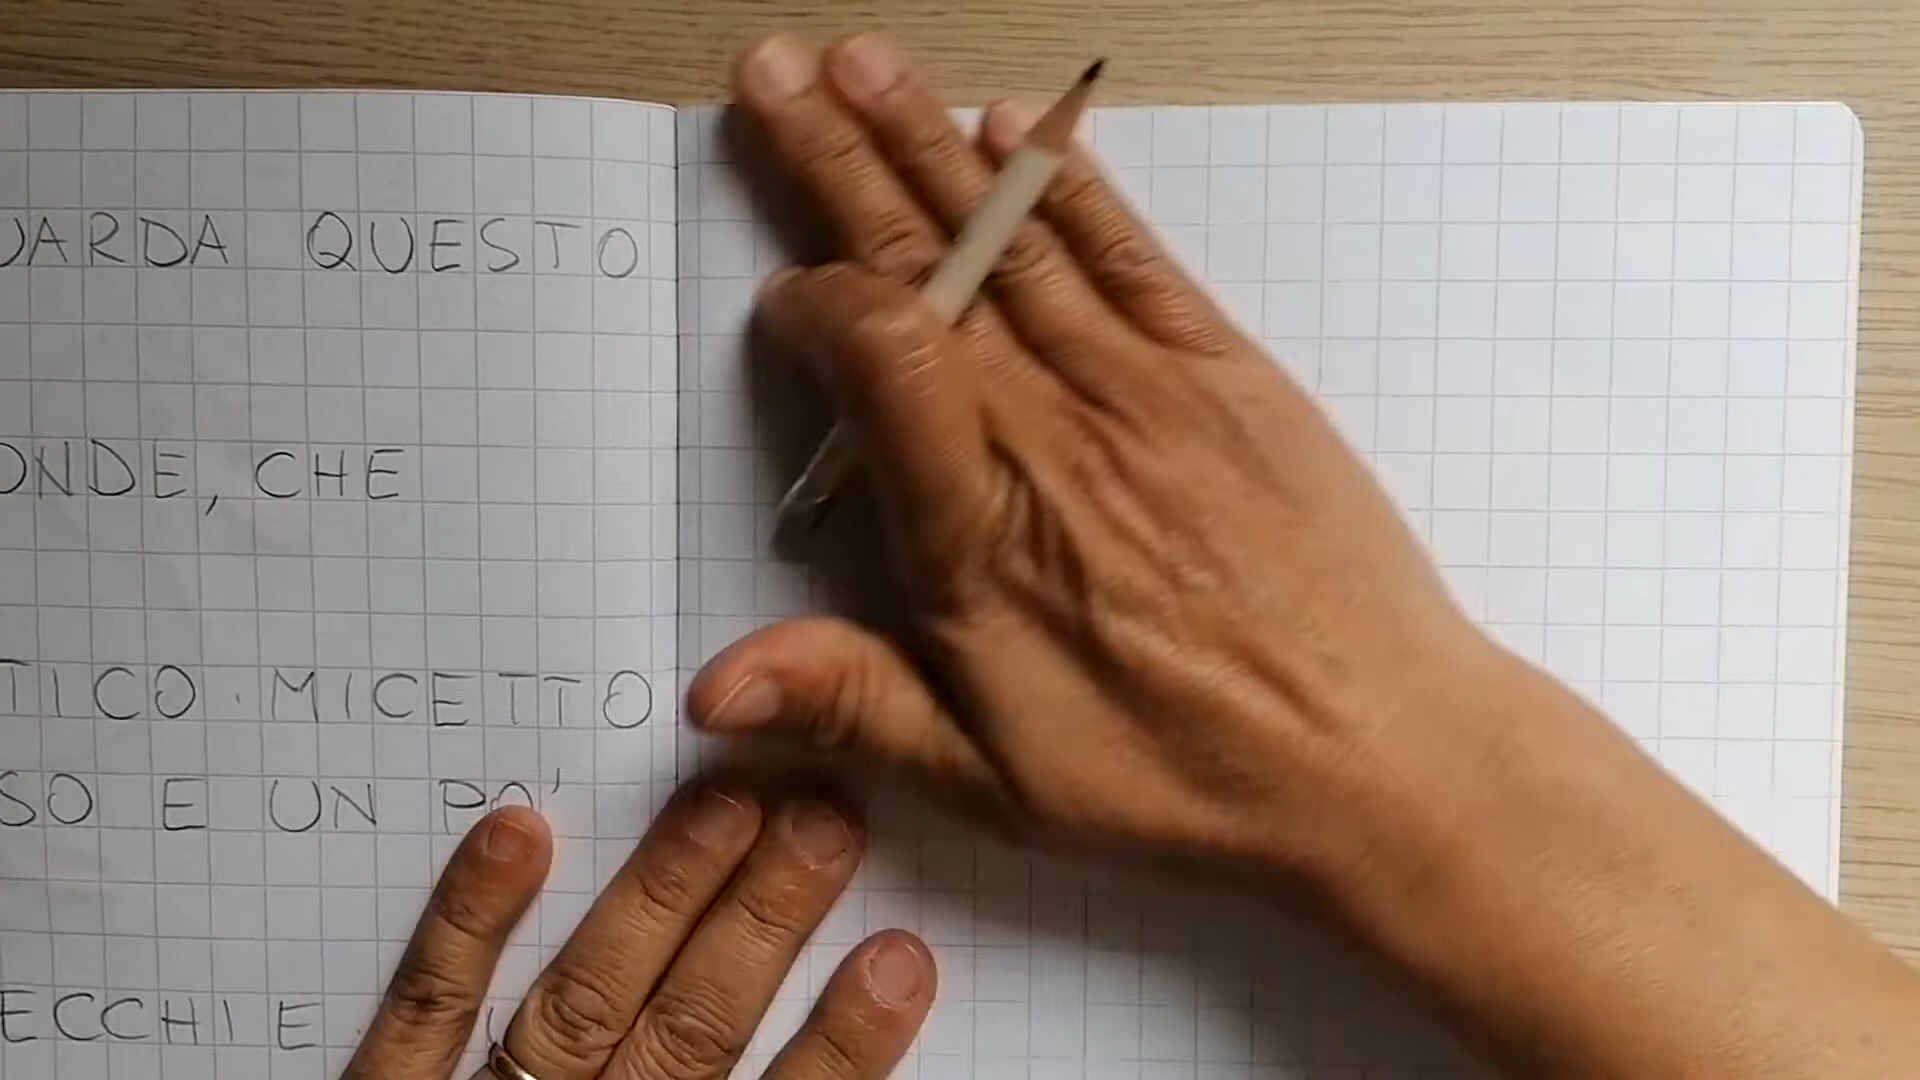 UARDA QUESTO
ONDE, CHE
TICO. MICETTO
SO E UN PO'
ECCHIE.